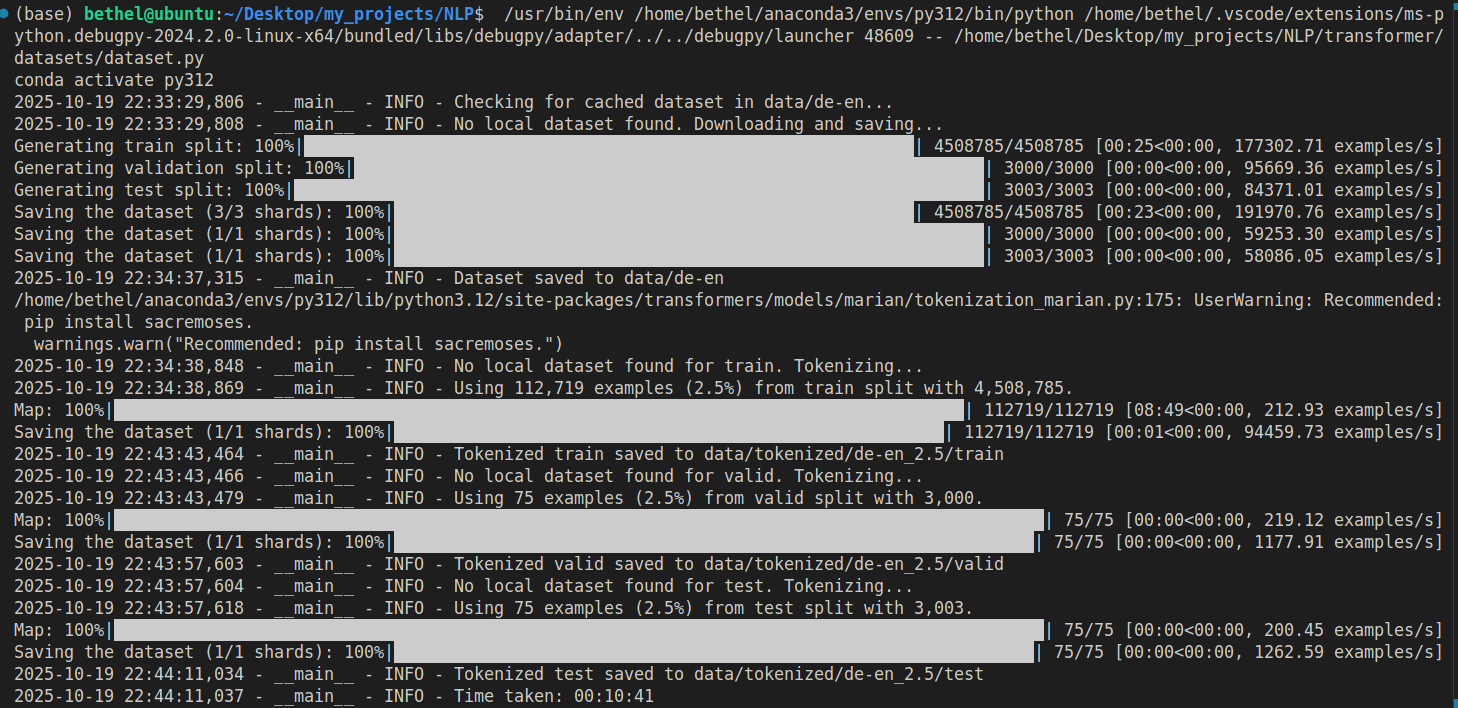 (base) bethel@ubuntu:~/Desktop/my_projects/NLP$  /usr/bin/env /home/bethel/anaconda3/envs/py312/bin/python /home/bethel/.vscode/extensions/ms-p
ython.debugpy-2024.2.0-linux-x64/bundled/libs/debugpy/adapter/../../debugpy/launcher 48609 -- /home/bethel/Desktop/my_projects/NLP/transformer/
datasets/dataset.py
conda activate py312
2025-10-19 22:33:29,806 - __main__ - INFO - Checking for cached dataset in data/de-en...
2025-10-19 22:33:29,808 - __main__ - INFO - No local dataset found. Downloading and saving...
Generating train split: 100%| | 4508785/4508785 [00:25<00:00, 177302.71 examples/s]
Generating validation split: 100%| | 3000/3000 [00:00<00:00, 95669.36 examples/s]
Generating test split: 100%| | 3003/3003 [00:00<00:00, 84371.01 examples/s]
Saving the dataset (3/3 shards): 100%| | 4508785/4508785 [00:23<00:00, 191970.76 examples/s]
Saving the dataset (1/1 shards): 100%| | 3000/3000 [00:00<00:00, 59253.30 examples/s]
Saving the dataset (1/1 shards): 100%| | 3003/3003 [00:00<00:00, 58086.05 examples/s]
2025-10-19 22:34:37,315 - __main__ - INFO - Dataset saved to data/de-en
/home/bethel/anaconda3/envs/py312/lib/python3.12/site-packages/transformers/models/marian/tokenization_marian.py:175: UserWarning: Recommended:
 pip install sacremoses.
  warnings.warn("Recommended: pip install sacremoses.")
2025-10-19 22:34:38,848 - __main__ - INFO - No local dataset found for train. Tokenizing...
2025-10-19 22:34:38,869 - __main__ - INFO - Using 112,719 examples (2.5%) from train split with 4,508,785.
Map: 100%| | 112719/112719 [08:49<00:00, 212.93 examples/s]
Saving the dataset (1/1 shards): 100%| | 112719/112719 [00:01<00:00, 94459.73 examples/s]
2025-10-19 22:43:43,464 - __main__ - INFO - Tokenized train saved to data/tokenized/de-en_2.5/train
2025-10-19 22:43:43,466 - __main__ - INFO - No local dataset found for valid. Tokenizing...
2025-10-19 22:43:43,479 - __main__ - INFO - Using 75 examples (2.5%) from valid split with 3,000.
Map: 100%| | 75/75 [00:00<00:00, 219.12 examples/s]
Saving the dataset (1/1 shards): 100%| | 75/75 [00:00<00:00, 1177.91 examples/s]
2025-10-19 22:43:57,603 - __main__ - INFO - Tokenized valid saved to data/tokenized/de-en_2.5/valid
2025-10-19 22:43:57,604 - __main__ - INFO - No local dataset found for test. Tokenizing...
2025-10-19 22:43:57,618 - __main__ - INFO - Using 75 examples (2.5%) from test split with 3,003.
Map: 100%| | 75/75 [00:00<00:00, 200.45 examples/s]
Saving the dataset (1/1 shards): 100%| | 75/75 [00:00<00:00, 1262.59 examples/s]
2025-10-19 22:44:11,034 - __main__ - INFO - Tokenized test saved to data/tokenized/de-en_2.5/test
2025-10-19 22:44:11,037 - __main__ - INFO - Time taken: 00:10:41